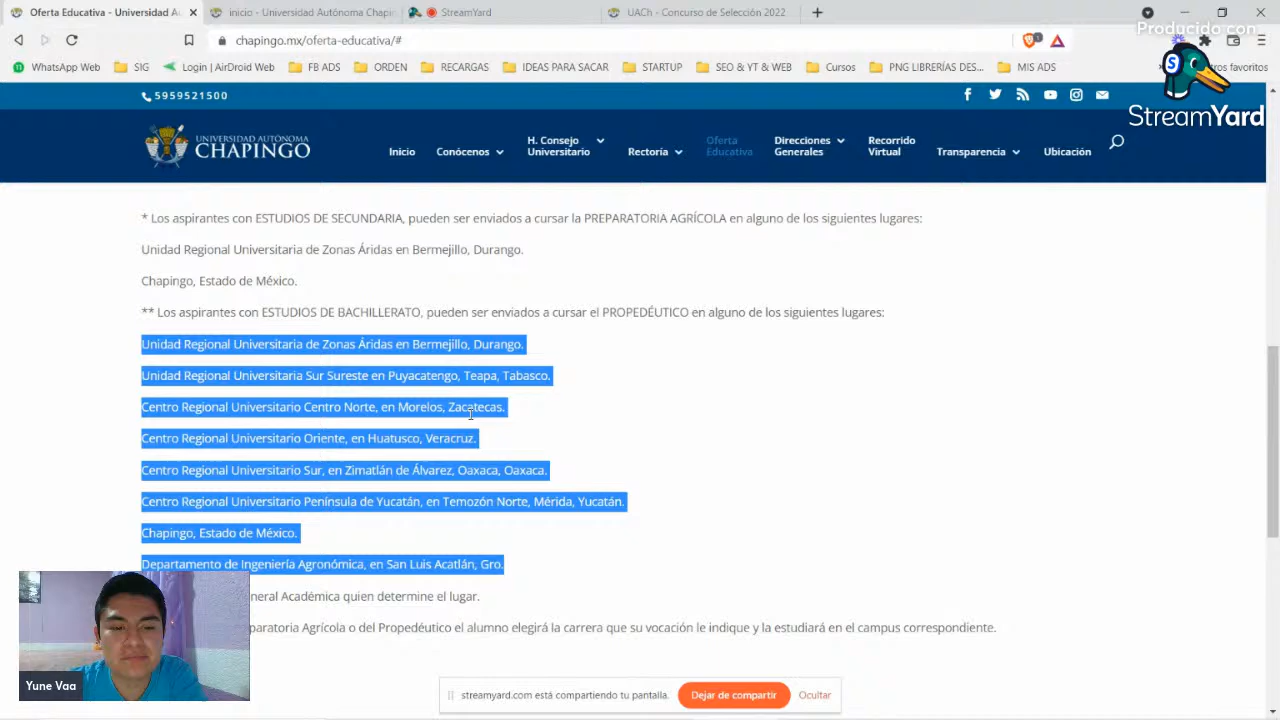 Oferta Educativa - Universidad Au
inicio - Universidad Autónoma Chapin
StreamYard
UACh - Concurso de Selección 2022
Producido con
chapingo.mx/oferta-educativa/#
WhatsApp Web
SIG
Login | AirDroid Web
FB ADS
ORDEN
RECARGAS
IDEAS PARA SACAR
STARTUP
SEO & YT & WEB
Cursos
PNG LIBRERÍAS DES...
MIS ADS
otros favoritos
StreamYard
5959521500
UNIVERSIDAD AUTÓNOMA
CHAPINGO
Inicio
Conócenos
H. Consejo
Universitario
Rectoría
Oferta
Educativa
Direcciones
Generales
Recorrido
Virtual
Transparencia
Ubicación
* Los aspirantes con ESTUDIOS DE SECUNDARIA, pueden ser enviados a cursar la PREPARATORIA AGRÍCOLA en alguno de los siguientes lugares:
Unidad Regional Universitaria de Zonas Áridas en Bermejillo, Durango.
Chapingo, Estado de México.
** Los aspirantes con ESTUDIOS DE BACHILLERATO, pueden ser enviados a cursar el PROPEDÉUTICO en alguno de los siguientes lugares:
Unidad Regional Universitaria de Zonas Áridas en Bermejillo, Durango.
Unidad Regional Universitaria Sur Sureste en Puyacatengo, Teapa, Tabasco.
Centro Regional Universitario Centro Norte, en Morelos, Zacatecas.
Centro Regional Universitario Oriente, en Huatusco, Veracruz.
Centro Regional Universitario Sur, en Zimatlán de Álvarez, Oaxaca, Oaxaca.
Centro Regional Universitario Península de Yucatán, en Temozón Norte, Mérida, Yucatán.
Chapingo, Estado de México.
Departamento de Ingeniería Agronómica, en San Luis Acatlán, Gro.
neral Académica quien determine el lugar.
paratoria Agrícola o del Propedéutico el alumno elegirá la carrera que su vocación le indique y la estudiará en el campus correspondiente.
Yune Vaa
streamyard.com está compartiendo tu pantalla.
Dejar de compartir
Ocultar